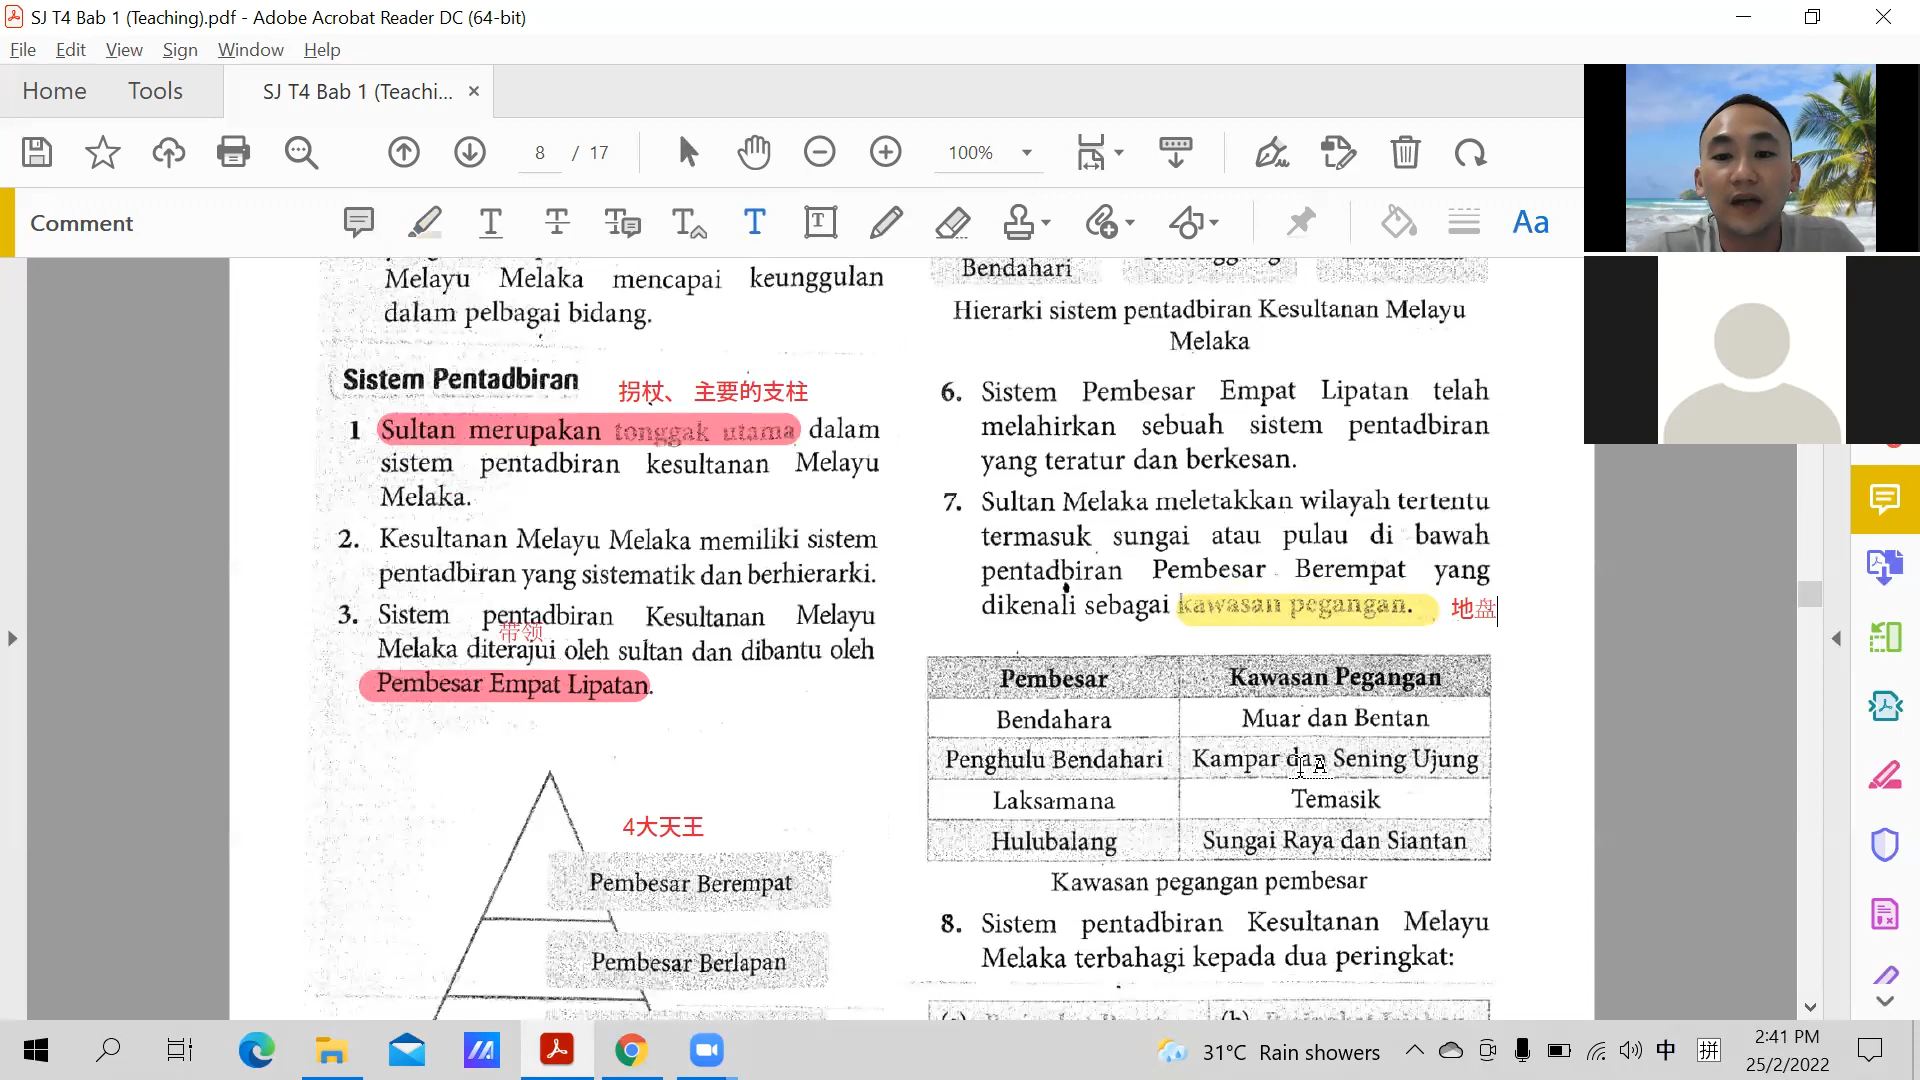 SJ T4 Bab 1 (Teaching).pdf - Adobe Acrobat Reader DC (64-bit)
File Edit View Sign Window Help
Home Tools SJ T4 Bab 1 (Teachi... ×
8 / 17 100%
Comment
Aa
Melayu Melaka mencapai keunggulan
dalam pelbagai bidang.
Sistem Pentadbiran
拐杖、 主要的支柱
1 Sultan merupakan tonggak utama dalam
sistem pentadbiran kesultanan Melayu
Melaka.
2. Kesultanan Melayu Melaka memiliki sistem
pentadbiran yang sistematik dan berhierarki.
3. Sistem pentadbiran Kesultanan Melayu
带领
Melaka diterajui oleh sultan dan dibantu oleh
Pembesar Empat Lipatan.
4大天王
Pembesar Berempat
Pembesar Berlapan
Bendahari
Hierarki sistem pentadbiran Kesultanan Melayu
Melaka
6. Sistem Pembesar Empat Lipatan telah
melahirkan sebuah sistem pentadbiran
yang teratur dan berkesan.
7. Sultan Melaka meletakkan wilayah tertentu
termasuk sungai atau pulau di bawah
pentadbiran Pembesar Berempat yang
dikenali sebagai kawasan pegangan. 地盘
Pembesar Kawasan Pegangan
Bendahara Muar dan Bentan
Penghulu Bendahari Kampar dan Sening Ujung
Laksamana Temasik
Hulubalang Sungai Raya dan Siantan
Kawasan pegangan pembesar
8. Sistem pentadbiran Kesultanan Melayu
Melaka terbahagi kepada dua peringkat:
31°C Rain showers
中
拼
2:41 PM
25/2/2022